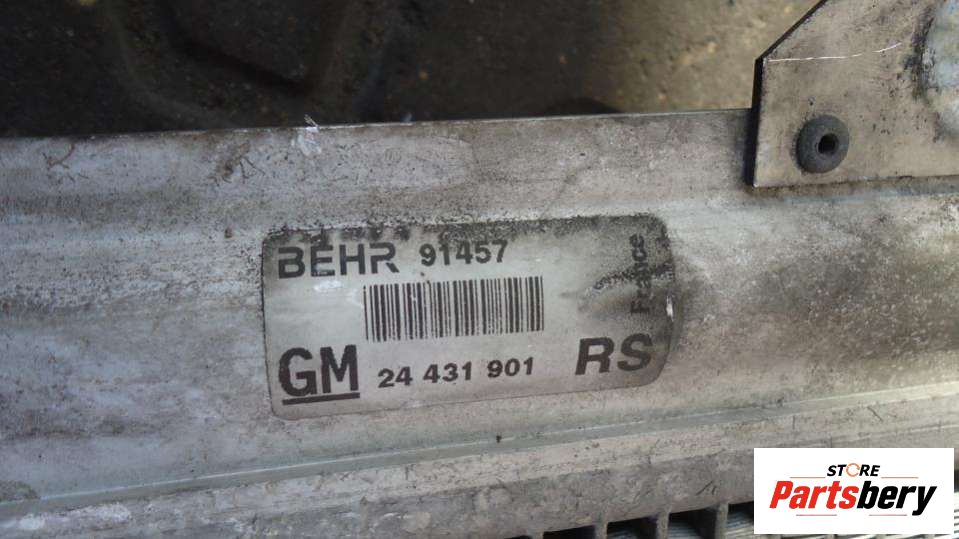 BEHR 91457
France
GM 24 431 901 RS
STORE
Partsbery